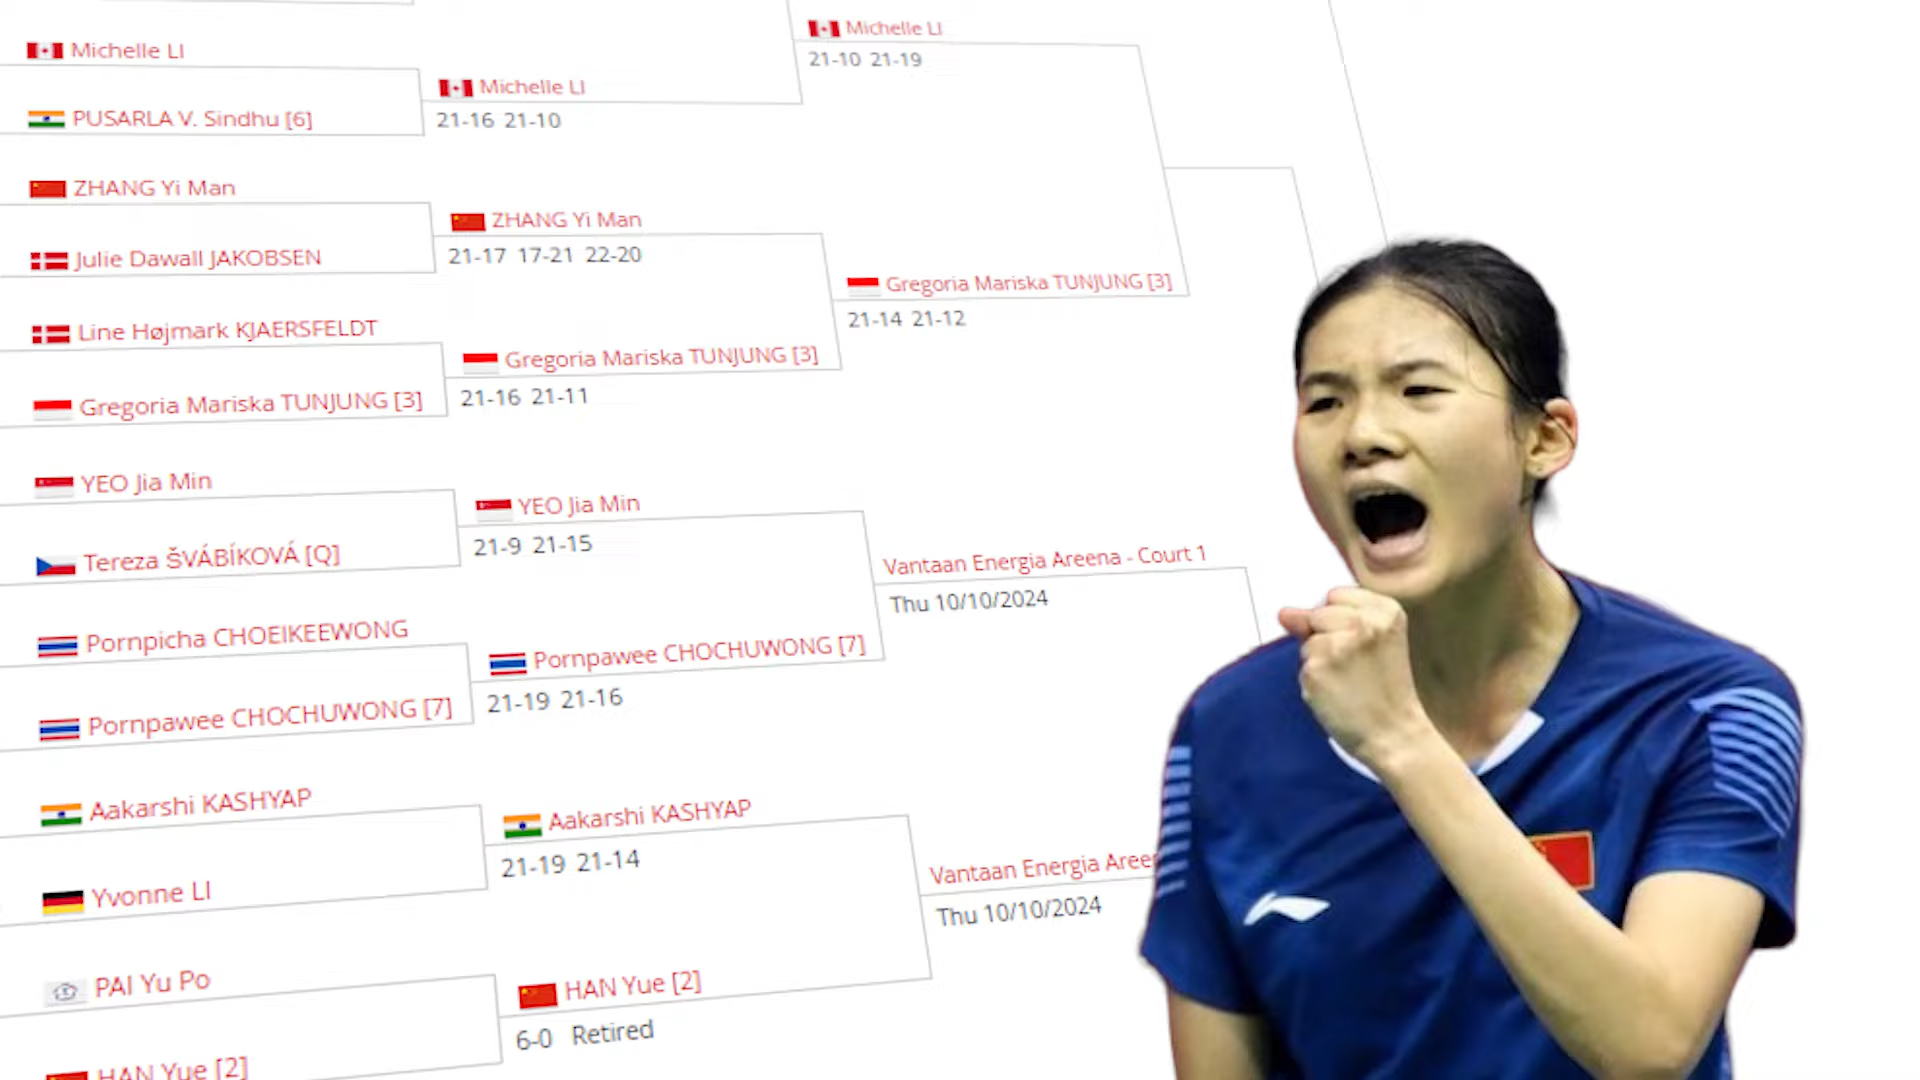 Michelle LI
PUSARLA V. Sindhu [6]
ZHANG Yi Man
Julie Dawall JAKOBSEN
Line Højmark KJAERSFELDT
Gregoria Mariska TUNJUNG [3]
YEO Jia Min
Tereza ŠVÁBÍKOVÁ [Q]
Pornpicha CHOEIKEEWONG
Pornpawee CHOCHUWONG [7]
Aakarshi KASHYAP
Yvonne LI
PAI Yu Po
HAN Yue [2]
Michelle LI
21-16 21-10
ZHANG Yi Man
21-17 17-21 22-20
Gregoria Mariska TUNJUNG [3]
21-16 21-11
YEO Jia Min
21-9 21-15
Pornpawee CHOCHUWONG [7]
21-19 21-16
Aakarshi KASHYAP
21-19 21-14
HAN Yue [2]
6-0 Retired
Michelle LI
21-10 21-19
Gregoria Mariska TUNJUNG [3]
21-14 21-12
Vantaan Energia Areena - Court 1
Thu 10/10/2024
Vantaan Energia
Thu 10/10/2024